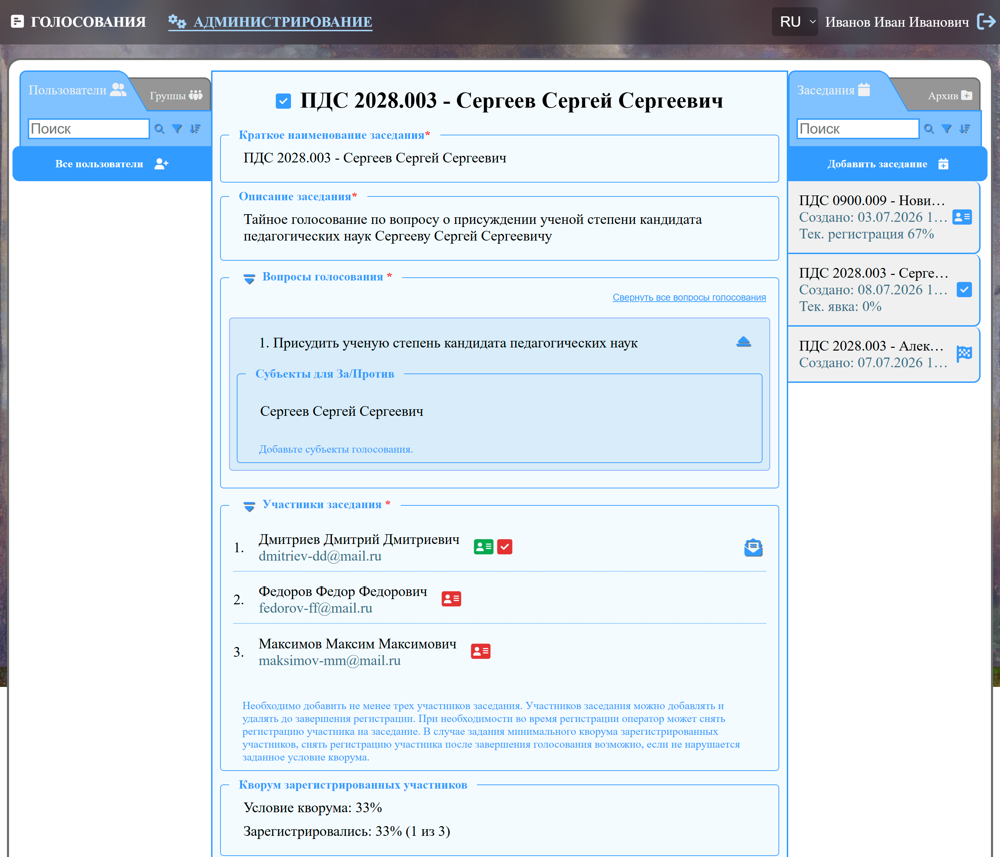 ГОЛОСОВАНИЯ
АДМИНИСТРИРОВАНИЕ
RU
Иванов Иван Иванович
Пользователи
Группы
Поиск
Все пользователи
ПДС 2028.003 - Сергеев Сергей Сергеевич
Краткое наименование заседания*
ПДС 2028.003 - Сергеев Сергей Сергеевич
Описание заседания*
Тайное голосование по вопросу о присуждении ученой степени кандидата
педагогических наук Сергееву Сергей Сергеевичу
Вопросы голосования *
Свернуть все вопросы голосования
1. Присудить ученую степень кандидата педагогических наук
Субъекты для За/Против
Сергеев Сергей Сергеевич
Добавьте субъекты голосования.
Участники заседания *
1. Дмитриев Дмитрий Дмитриевич
dmitriev-dd@mail.ru
2. Федоров Федор Федорович
fedorov-ff@mail.ru
3. Максимов Максим Максимович
maksimov-mm@mail.ru
Необходимо добавить не менее трех участников заседания. Участников заседания можно добавлять и
удалять до завершения регистрации. При необходимости во время регистрации оператор может снять
регистрацию участника на заседание. В случае задания минимального кворума зарегистрированных
участников, снять регистрацию участника после завершения голосования возможно, если не нарушается
заданное условие кворума.
Кворум зарегистрированных участников
Условие кворума: 33%
Зарегистрировались: 33% (1 из 3)
Заседания
Архив
Поиск
Добавить заседание
ПДС 0900.009 - Нови...
Создано: 03.07.2026 1...
Тек. регистрация 67%
ПДС 2028.003 - Серге...
Создано: 08.07.2026 1...
Тек. явка: 0%
ПДС 2028.003 - Алек...
Создано: 07.07.2026 1...